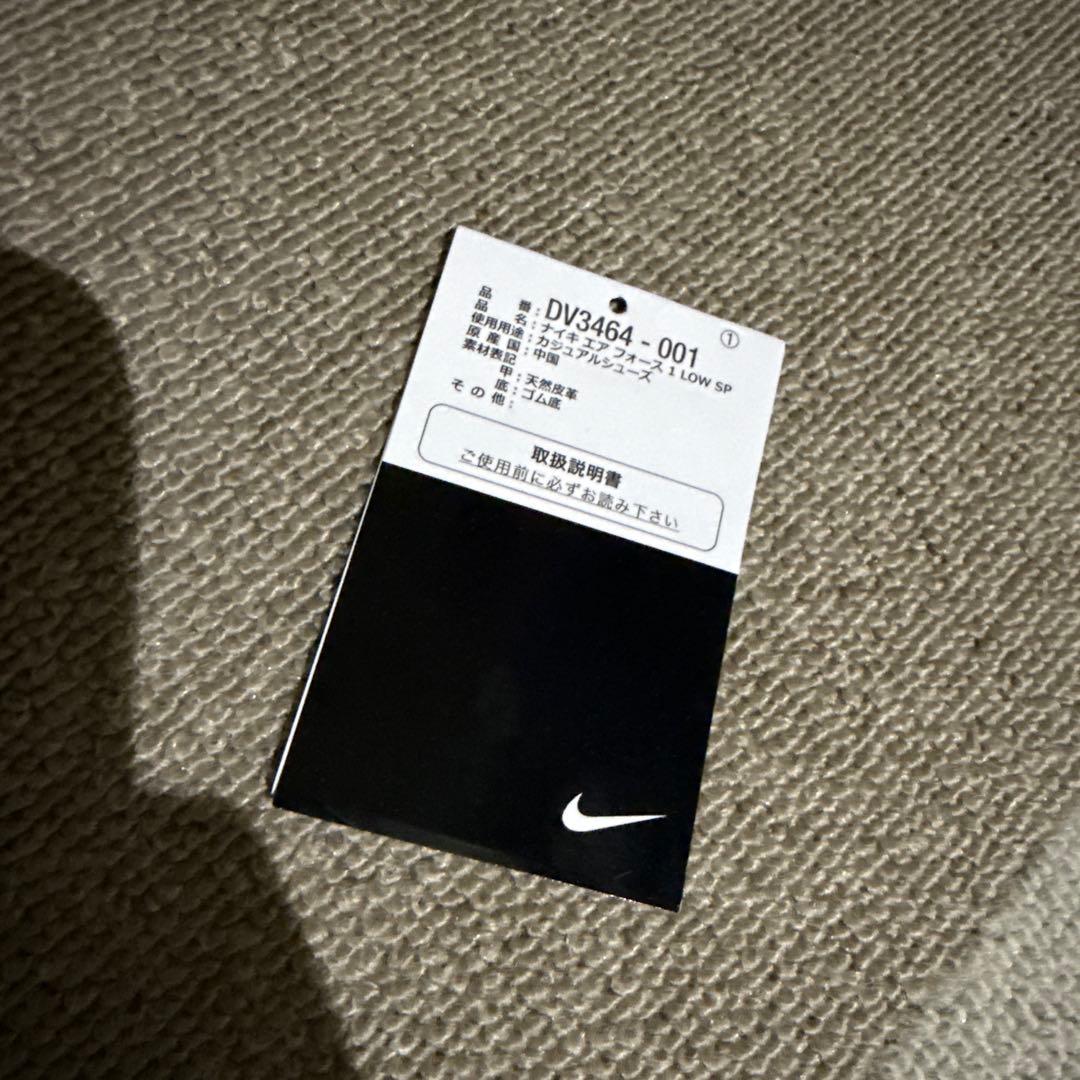 ①
品番：DV3464 - 001
品名：ナイキ エア フォース 1 LOW SP
使用用途：カジュアルシューズ
原産国：中国
素材表記
甲：天然皮革
底：ゴム底
その他：
取扱説明書
ご使用前に必ずお読み下さい